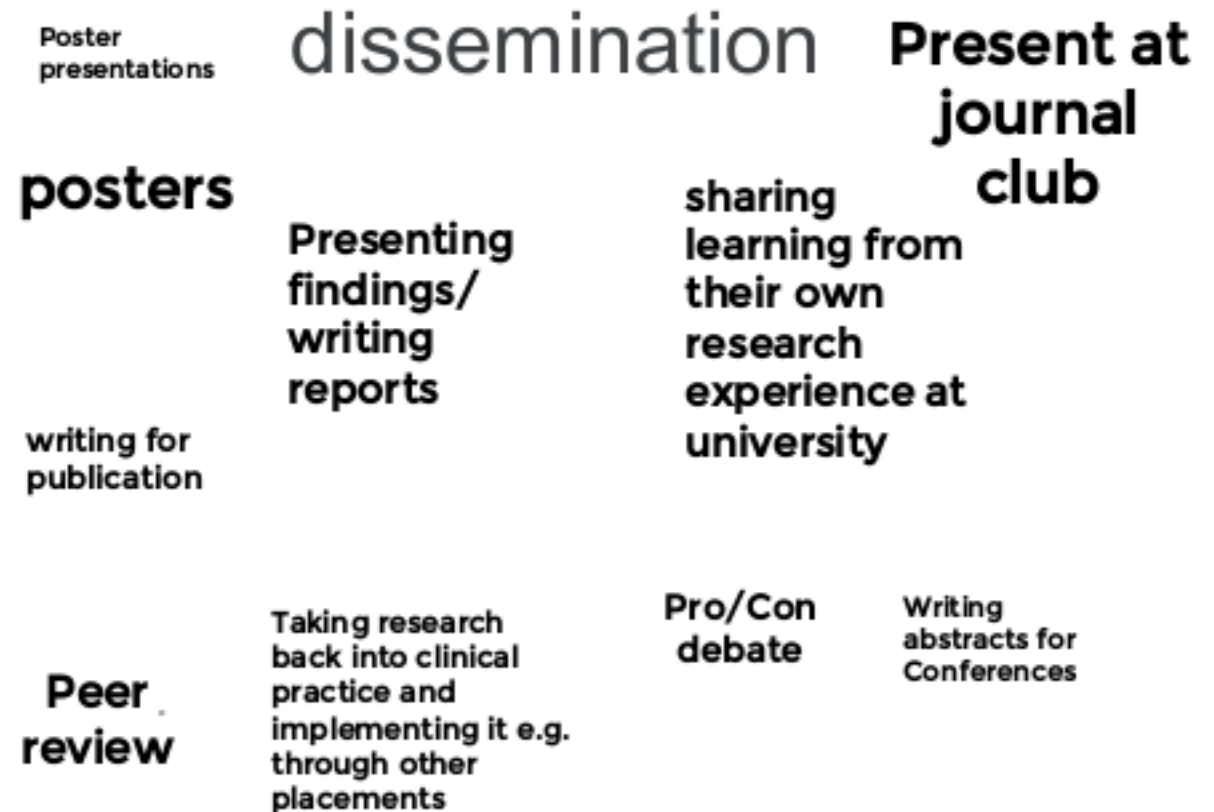 Poster
presentations
dissemination
Present at
journal
club
posters
Presenting
findings/
writing
reports
sharing
learning from
their own
research
experience at
university
writing for
publication
Peer
review
Taking research
back into clinical
practice and
implementing it e.g.
through other
placements
Pro/Con
debate
Writing
abstracts for
Conferences